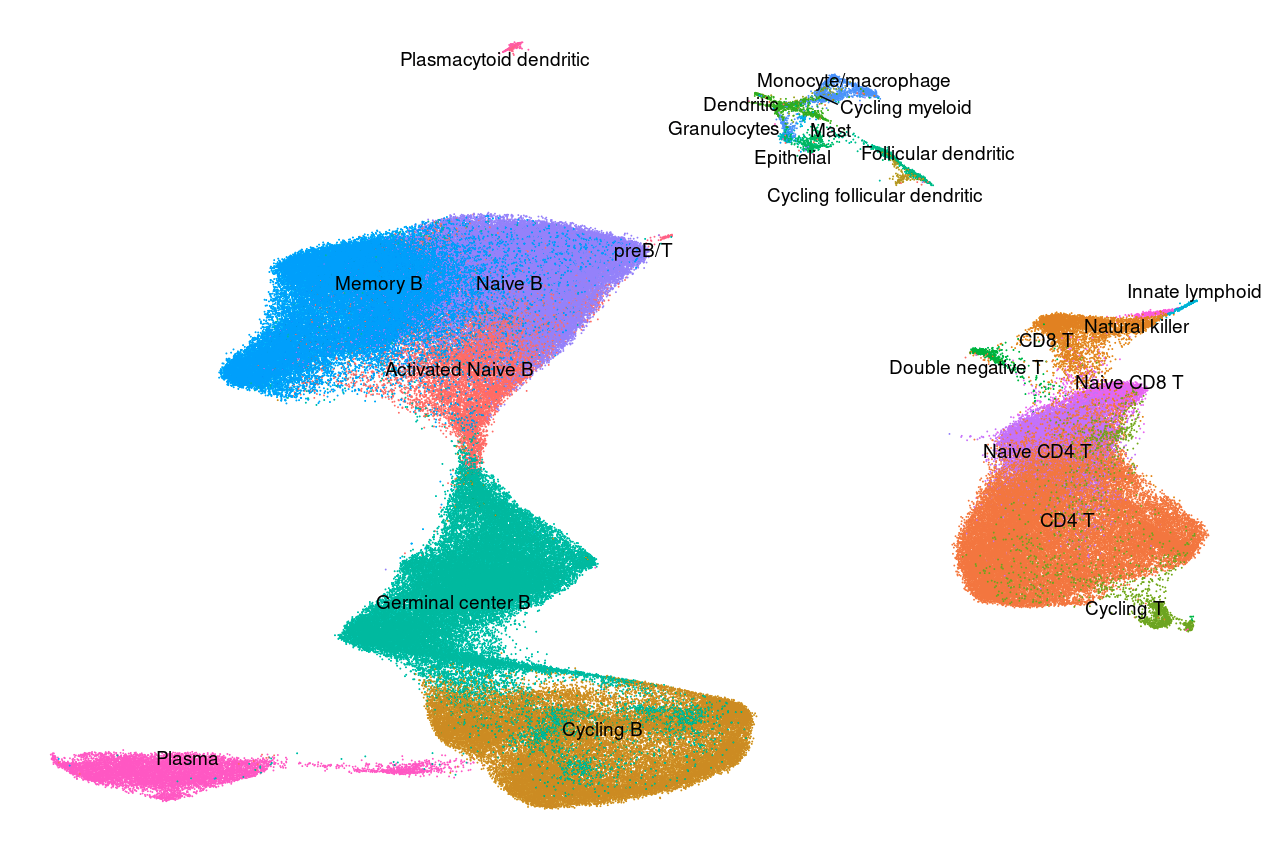 Plasmacytoid dendritic
Monocyte/macrophage
Dendritic
Cycling myeloid
Granulocytes
Mast
Epithelial
Follicular dendritic
Cycling follicular dendritic
preB/T
Memory B
Naive B
Innate lymphoid
Natural killer
CD8 T
Double negative T
Activated Naive B
Naive CD8 T
Naive CD4 T
CD4 T
Germinal center B
Cycling T
Cycling B
Plasma